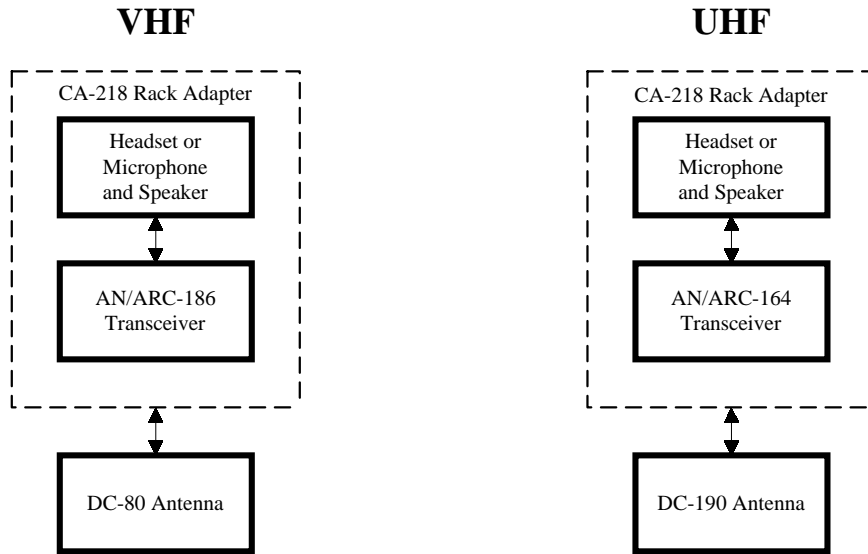 VHF
CA-218 Rack Adapter
Headset or
Microphone
and Speaker
AN/ARC-186
Transceiver
DC-80 Antenna
UHF
CA-218 Rack Adapter
Headset or
Microphone
and Speaker
AN/ARC-164
Transceiver
DC-190 Antenna